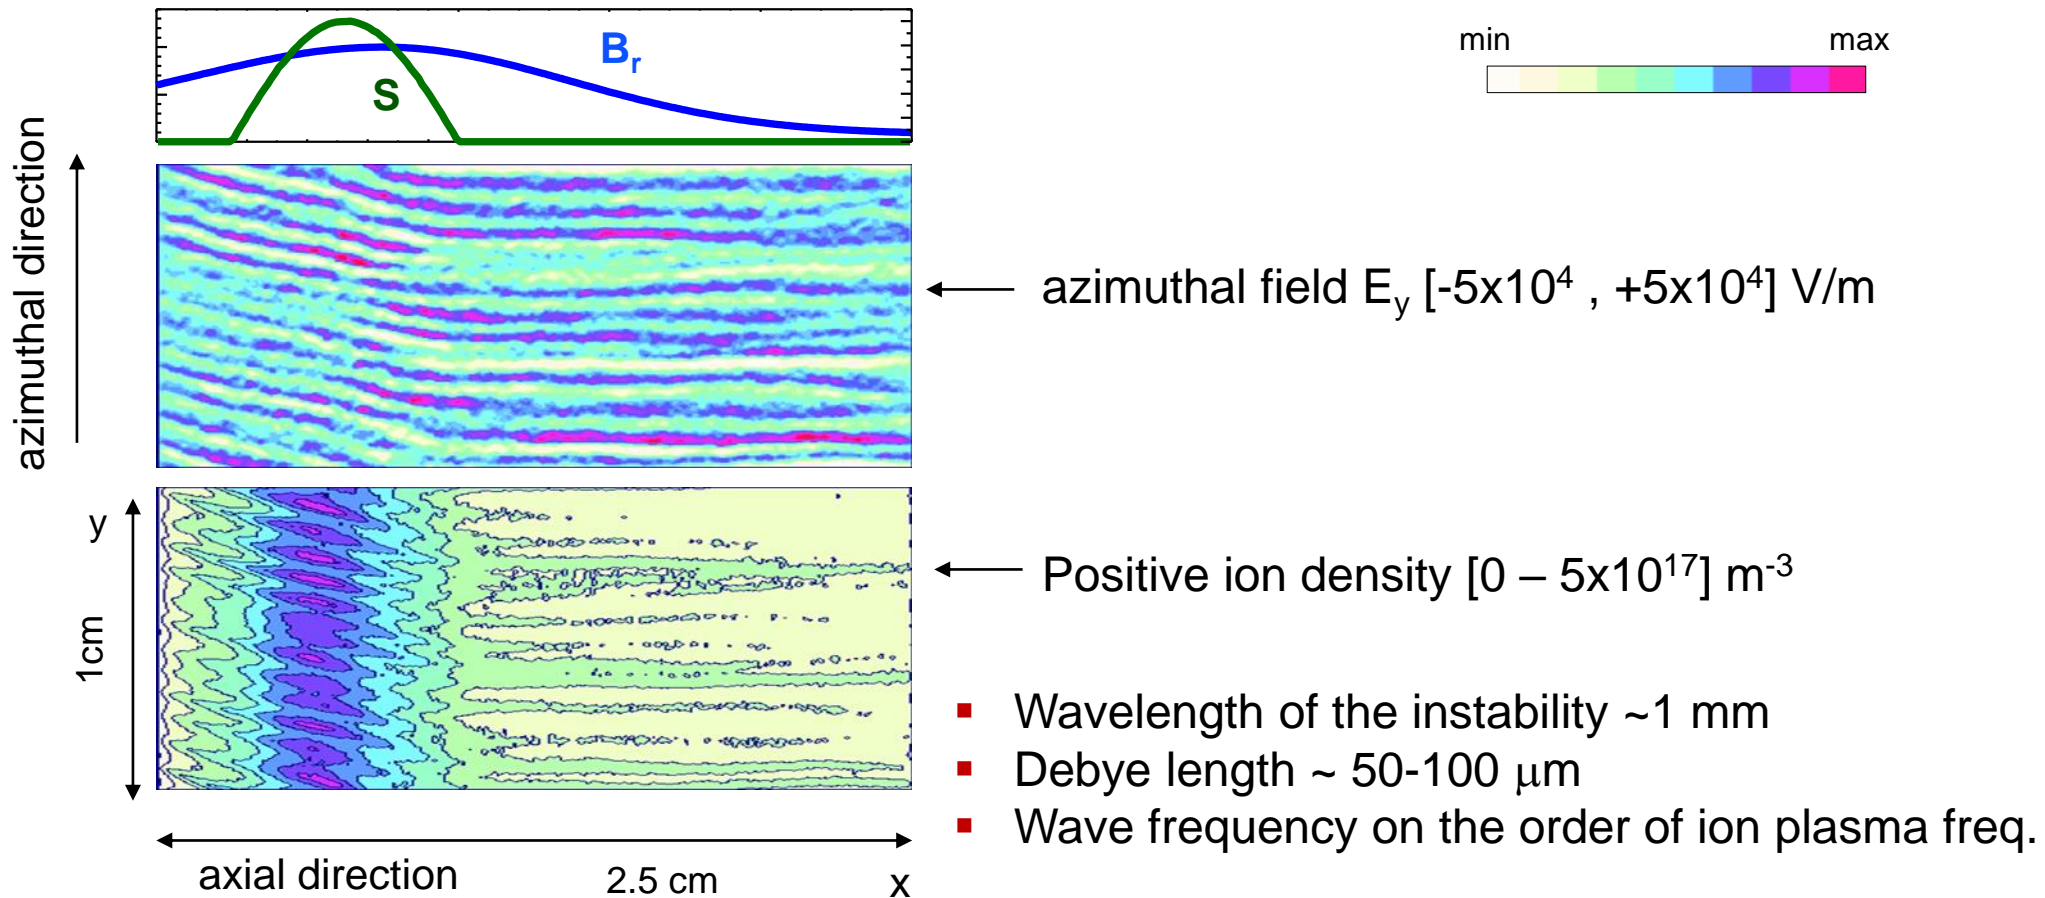 B_r
S
min max
azimuthal direction
azimuthal field E_y [-5x10^4 , +5x10^4] V/m
y
1cm
Positive ion density [0 – 5x10^17] m^-3
▪ Wavelength of the instability ~1 mm
▪ Debye length ~ 50-100 μm
▪ Wave frequency on the order of ion plasma freq.
axial direction 2.5 cm x